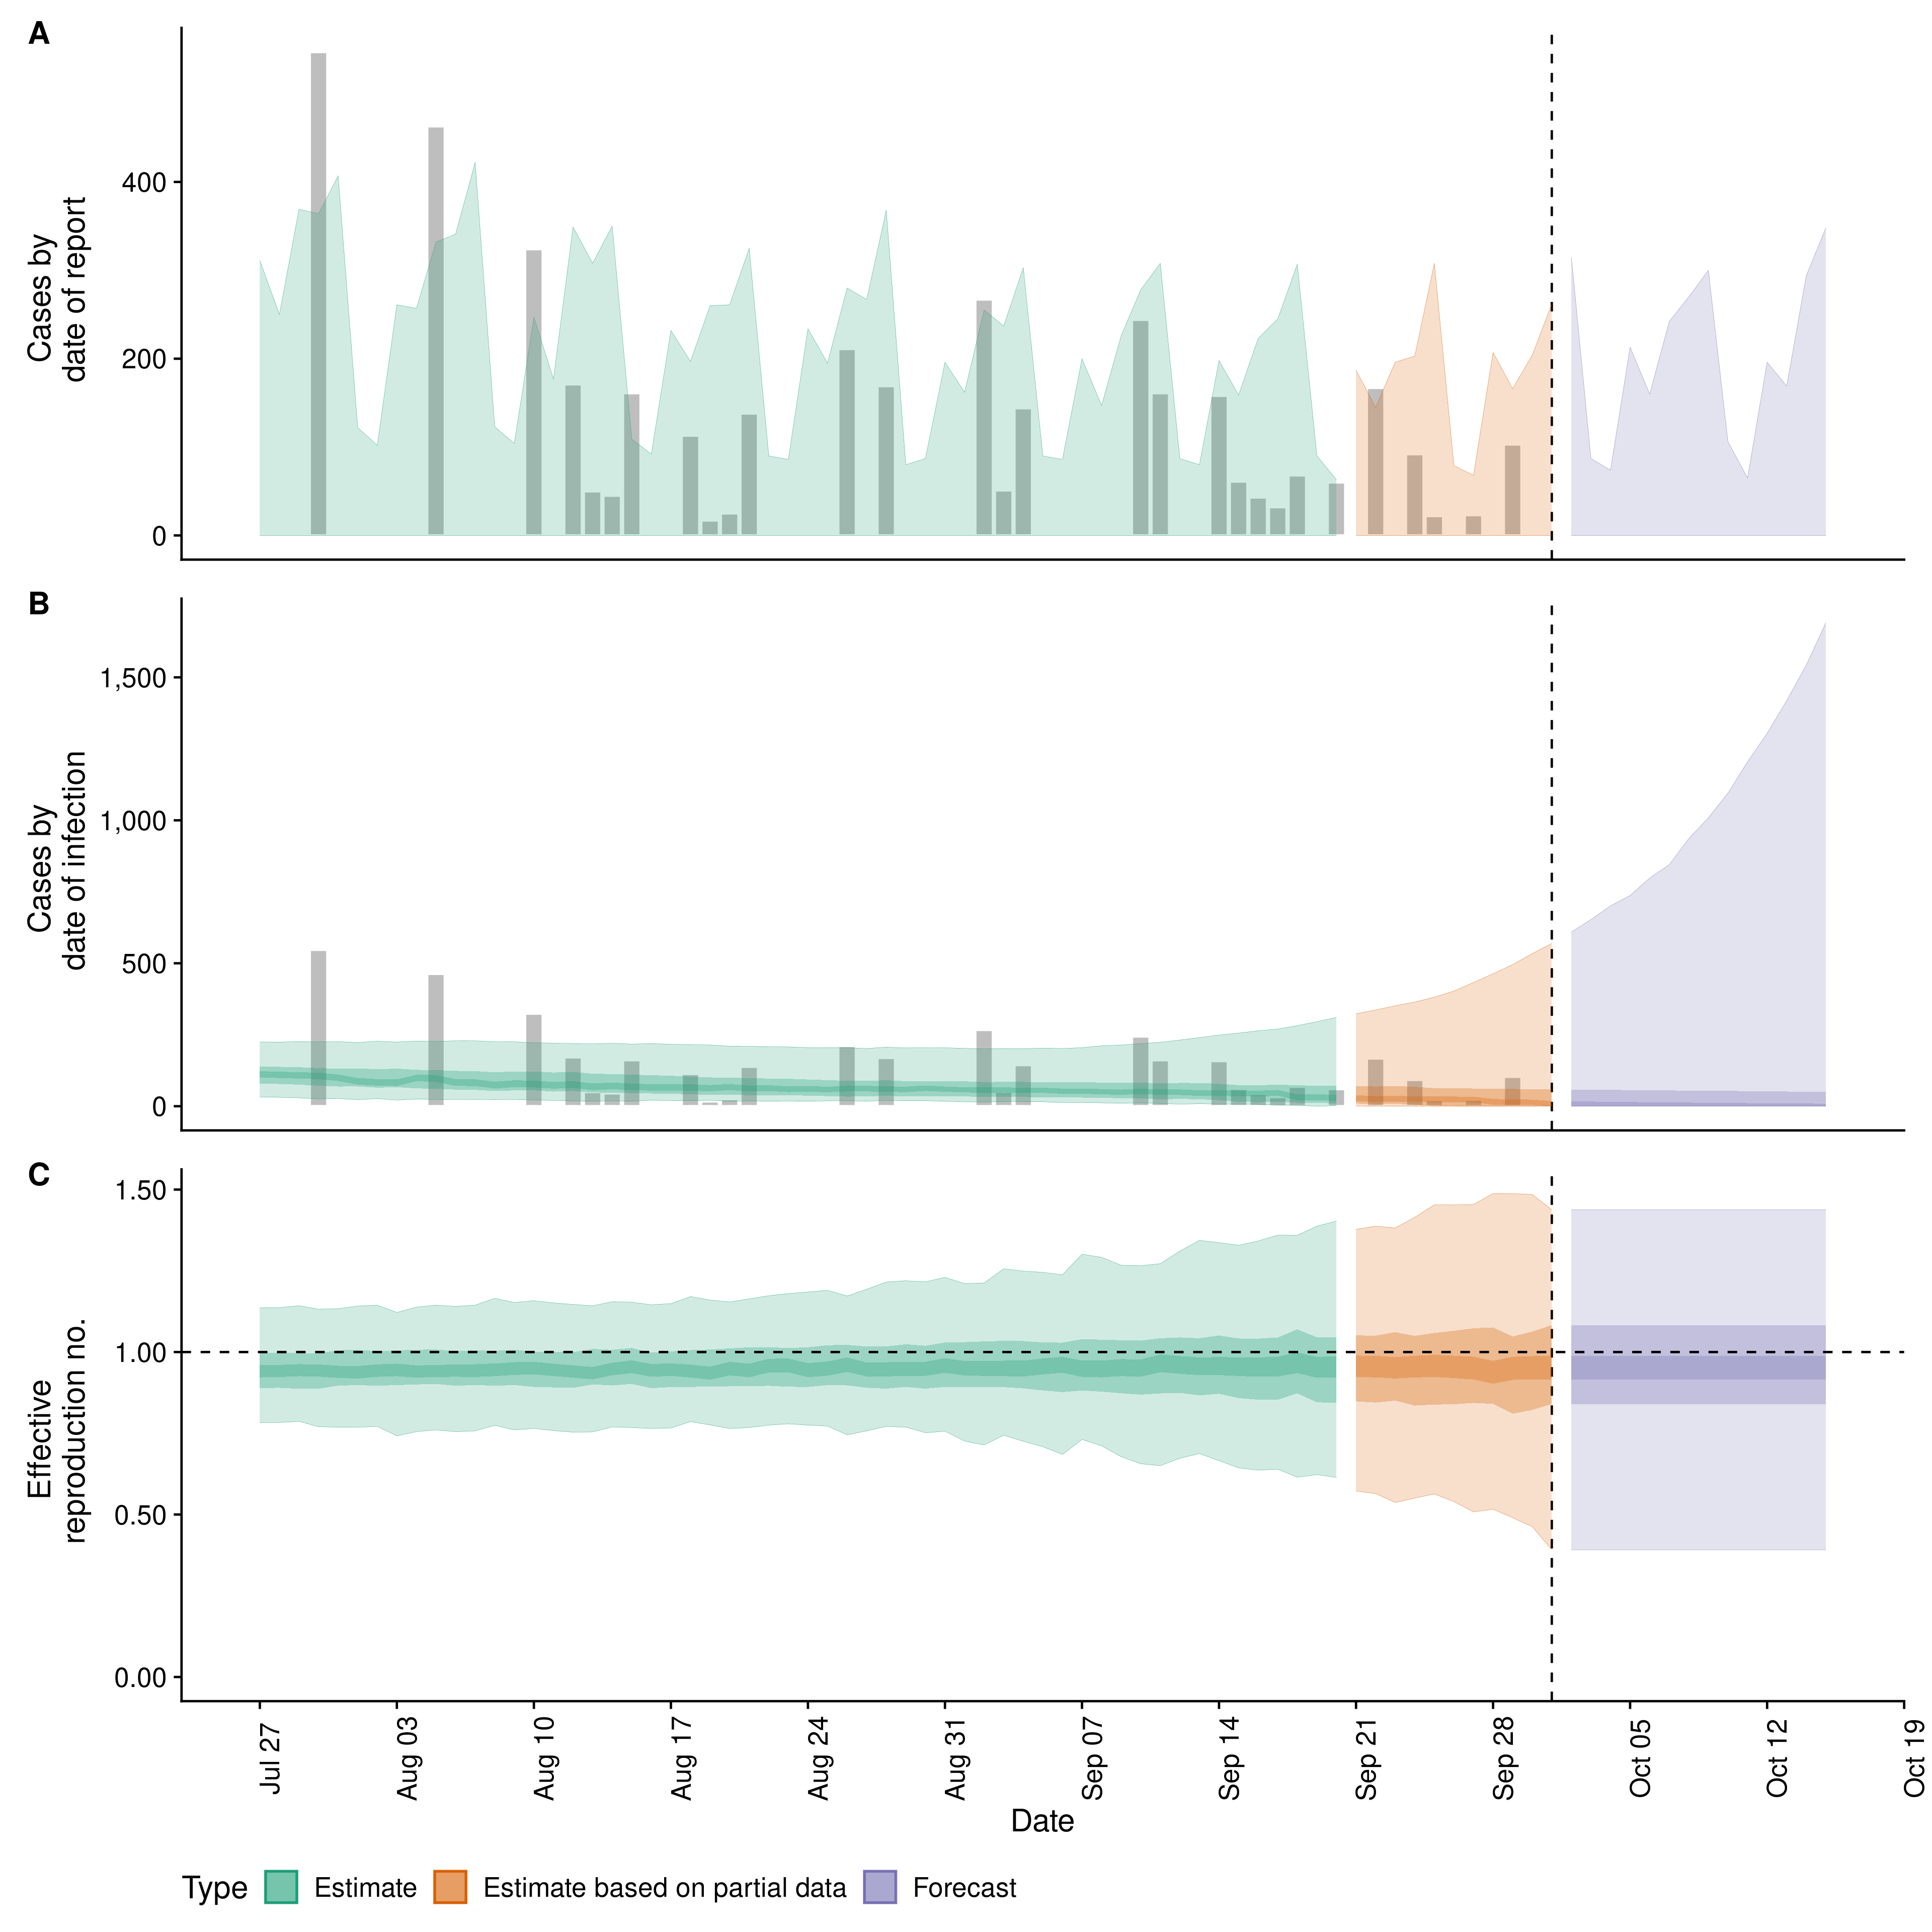 A
Cases by
date of report
400
200
0
B
Cases by
date of infection
1,500
1,000
500
0
C
Effective
reproduction no.
1.50
1.00
0.50
0.00
Jul 27
Aug 03
Aug 10
Aug 17
Aug 24
Aug 31
Sep 07
Sep 14
Sep 21
Sep 28
Oct 05
Oct 12
Oct 19
Date
Type Estimate Estimate based on partial data Forecast